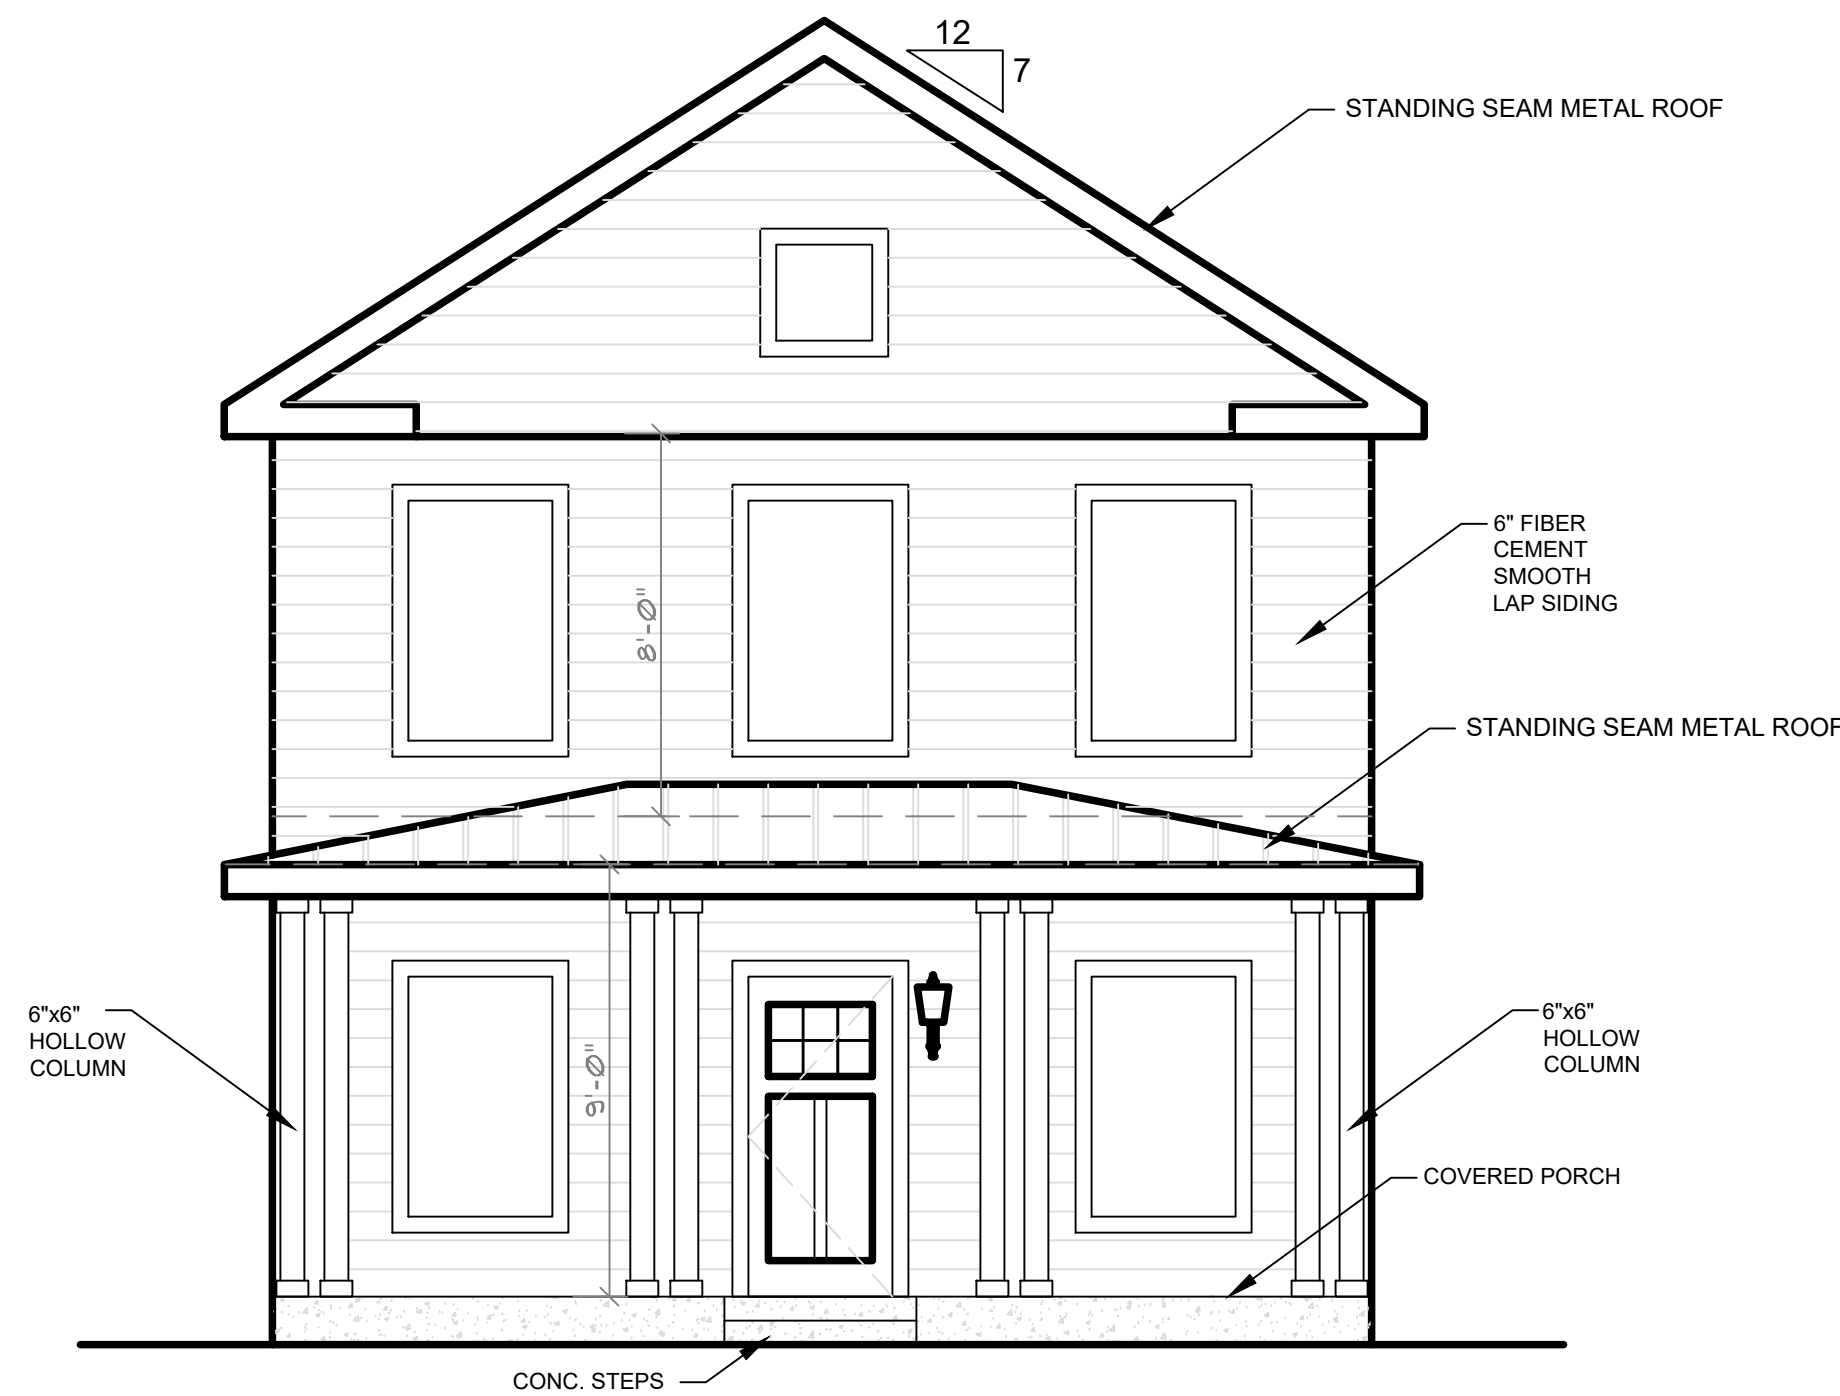 12
7
STANDING SEAM METAL ROOF
6" FIBER
CEMENT
SMOOTH
LAP SIDING
8'-0"
STANDING SEAM METAL ROOF
6"x6"
HOLLOW
COLUMN
9'-0"
6"x6"
HOLLOW
COLUMN
COVERED PORCH
CONC. STEPS